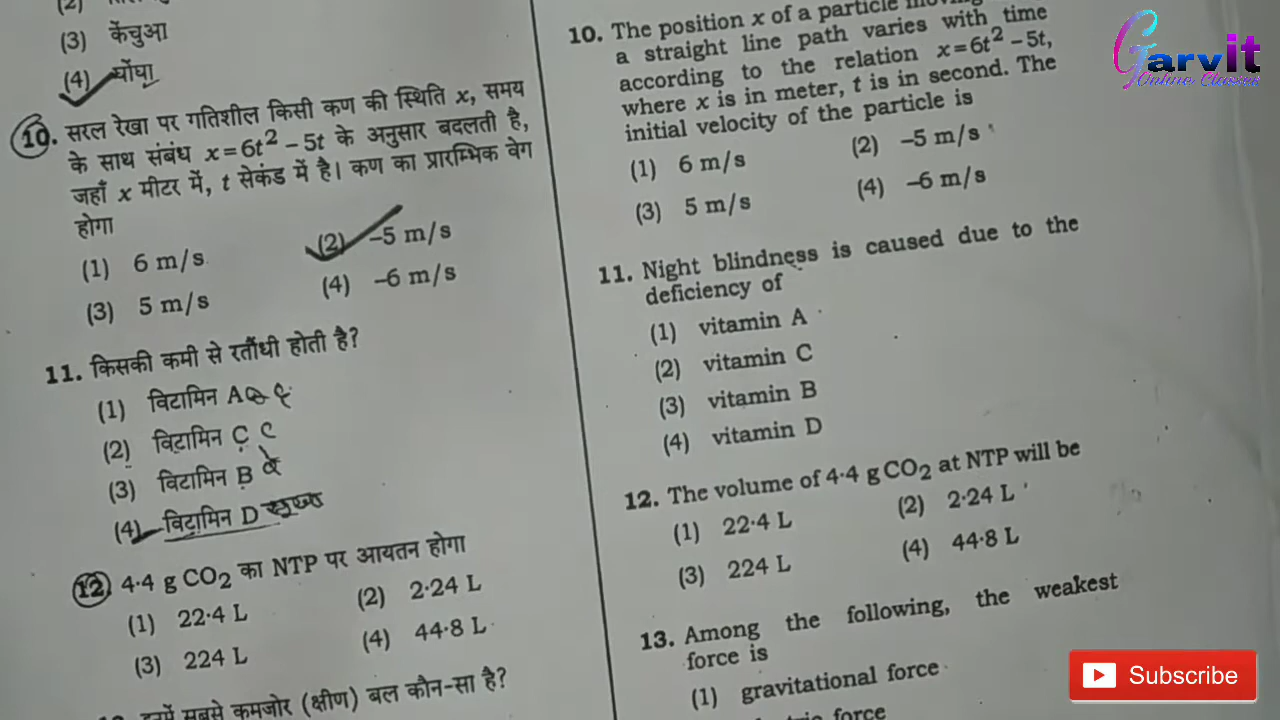 (2)
(3) केंचुआ
(4) घोंघा
10. सरल रेखा पर गतिशील किसी कण की स्थिति x, समय
के साथ संबंध x=6t² – 5t के अनुसार बदलती है,
जहाँ x मीटर में, t सेकंड में है। कण का प्रारम्भिक वेग
होगा
(1) 6 m/s (2) –5 m/s
(3) 5 m/s (4) –6 m/s
11. किसकी कमी से रतौंधी होती है?
(1) विटामिन A ए
(2) विटामिन C
(3) विटामिन B
(4) विटामिन D
12. 4·4 g CO₂ का NTP पर आयतन होगा
(1) 22·4 L (2) 2·24 L
(3) 224 L (4) 44·8 L
इनमें सबसे कमजोर (क्षीण) बल कौन-सा है?
10. The position x of a particle moving
a straight line path varies with time
according to the relation x=6t² – 5t,
where x is in meter, t is in second. The
initial velocity of the particle is
(1) 6 m/s (2) –5 m/s
(3) 5 m/s (4) –6 m/s
11. Night blindness is caused due to the
deficiency of
(1) vitamin A
(2) vitamin C
(3) vitamin B
(4) vitamin D
12. The volume of 4·4 g CO₂ at NTP will be
(1) 22·4 L (2) 2·24 L
(3) 224 L (4) 44·8 L
13. Among the following, the weakest
force is
(1) gravitational force
force
Garvit
Online Classes
Subscribe